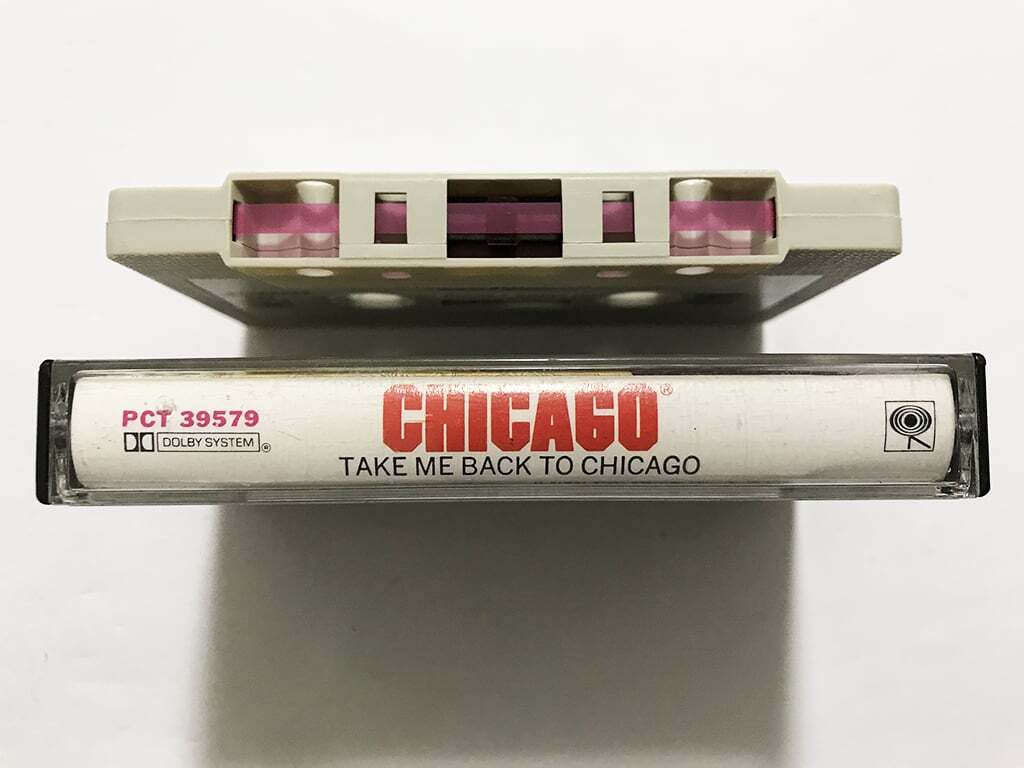 PCT 39579
DOLBY SYSTEM ®
CHICAGO®
TAKE ME BACK TO CHICAGO